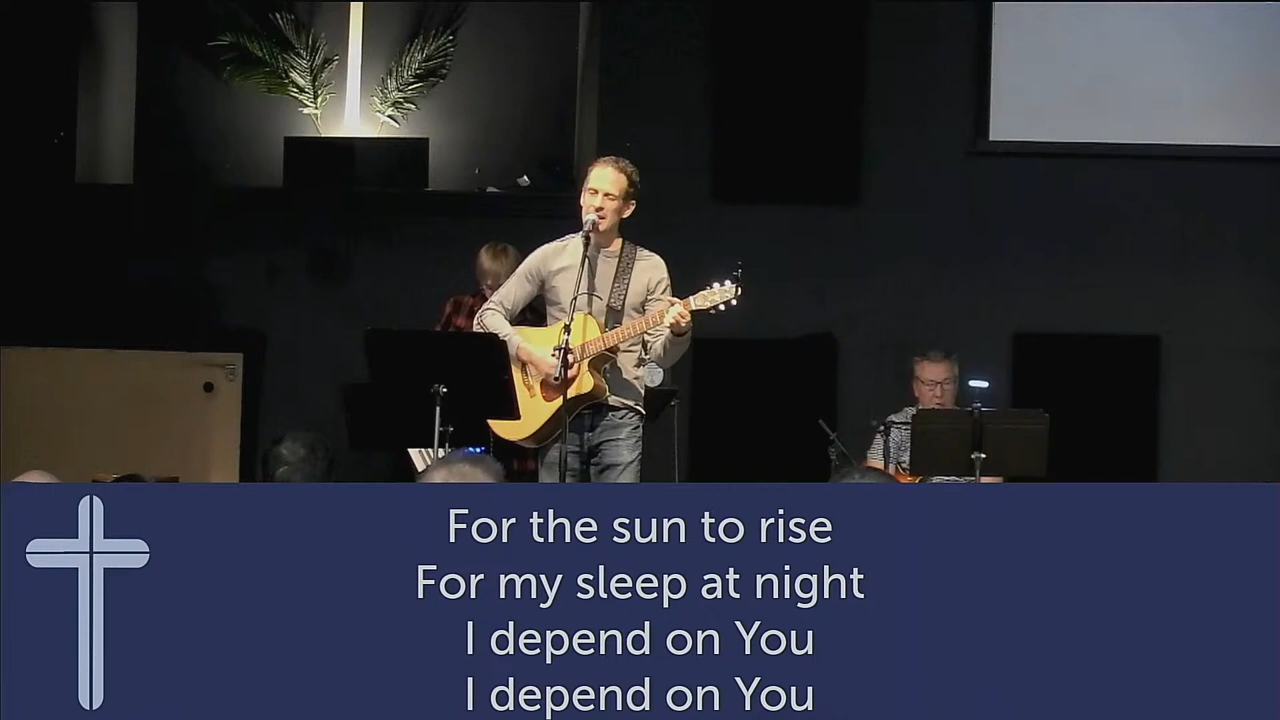 For the sun to rise
For my sleep at night
I depend on You
I depend on You